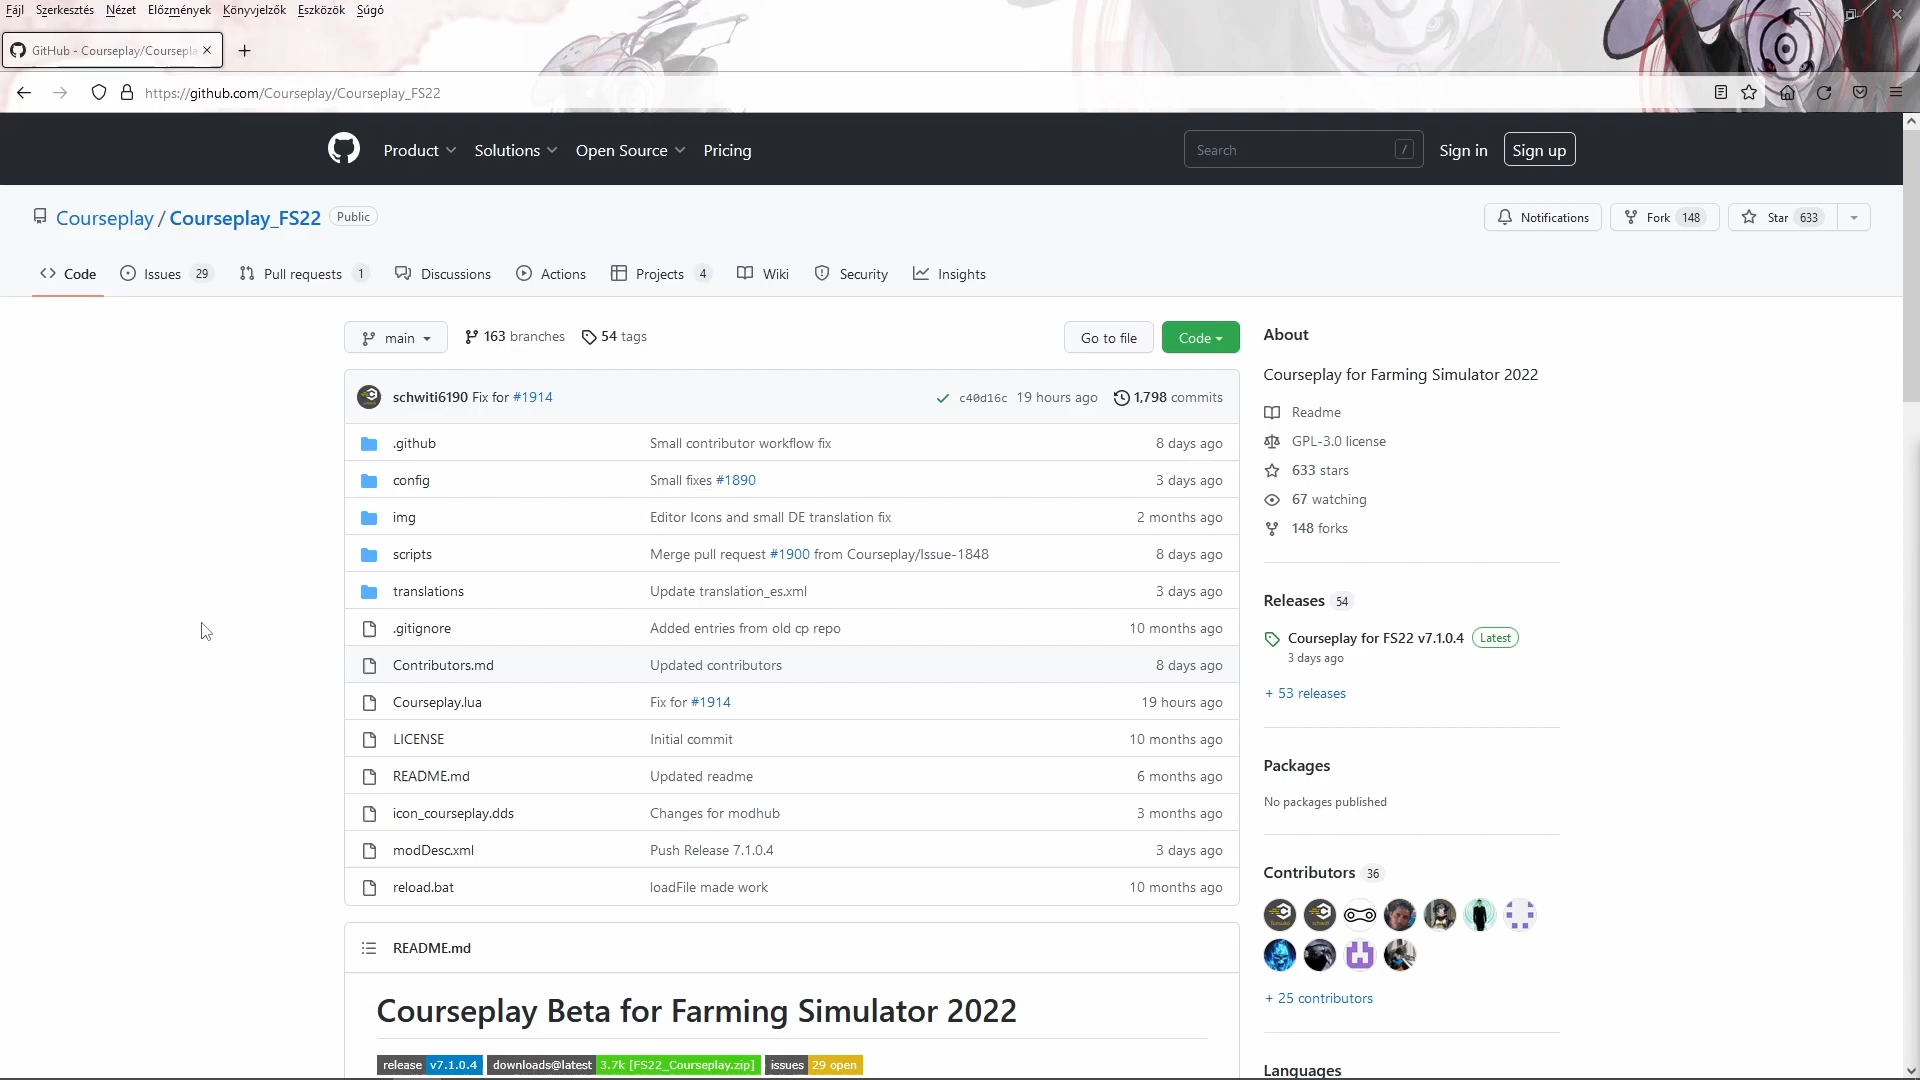 Fájl Szerkesztés Nézet Előzmények Könyvjelzők Eszközök Súgó
GitHub - Courseplay/Coursepla
https://github.com/Courseplay/Courseplay_FS22
Product Solutions Open Source Pricing Search / Sign in Sign up
Courseplay / Courseplay_FS22 Public Notifications Fork 148 Star 633
Code Issues 29 Pull requests 1 Discussions Actions Projects 4 Wiki Security Insights
main 163 branches 54 tags Go to file Code
schwiti6190 Fix for #1914 c40d16c 19 hours ago 1,798 commits
.github Small contributor workflow fix 8 days ago
config Small fixes #1890 3 days ago
img Editor Icons and small DE translation fix 2 months ago
scripts Merge pull request #1900 from Courseplay/Issue-1848 8 days ago
translations Update translation_es.xml 3 days ago
.gitignore Added entries from old cp repo 10 months ago
Contributors.md Updated contributors 8 days ago
Courseplay.lua Fix for #1914 19 hours ago
LICENSE Initial commit 10 months ago
README.md Updated readme 6 months ago
icon_courseplay.dds Changes for modhub 3 months ago
modDesc.xml Push Release 7.1.0.4 3 days ago
reload.bat loadFile made work 10 months ago
README.md
Courseplay Beta for Farming Simulator 2022
release v7.1.0.4 downloads@latest 3.7k [FS22_Courseplay.zip] issues 29 open
About
Courseplay for Farming Simulator 2022
Readme
GPL-3.0 license
633 stars
67 watching
148 forks
Releases 54
Courseplay for FS22 v7.1.0.4 Latest
3 days ago
+ 53 releases
Packages
No packages published
Contributors 36
+ 25 contributors
Languages